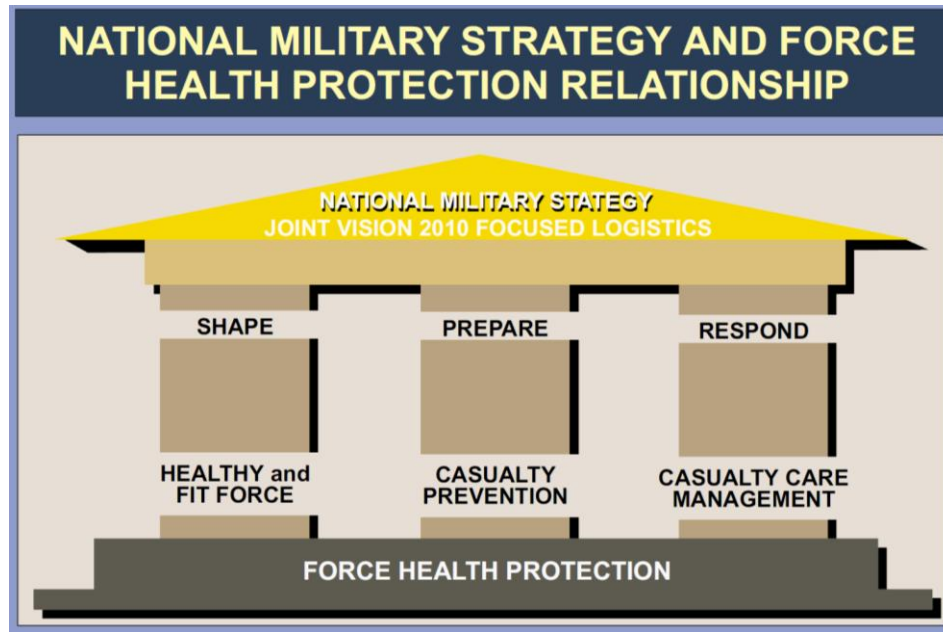 NATIONAL MILITARY STRATEGY AND FORCE
HEALTH PROTECTION RELATIONSHIP
NATIONAL MILITARY STATEGY
JOINT VISION 2010 FOCUSED LOGISTICS
SHAPE
PREPARE
RESPOND
HEALTHY and
FIT FORCE
CASUALTY
PREVENTION
CASUALTY CARE
MANAGEMENT
FORCE HEALTH PROTECTION